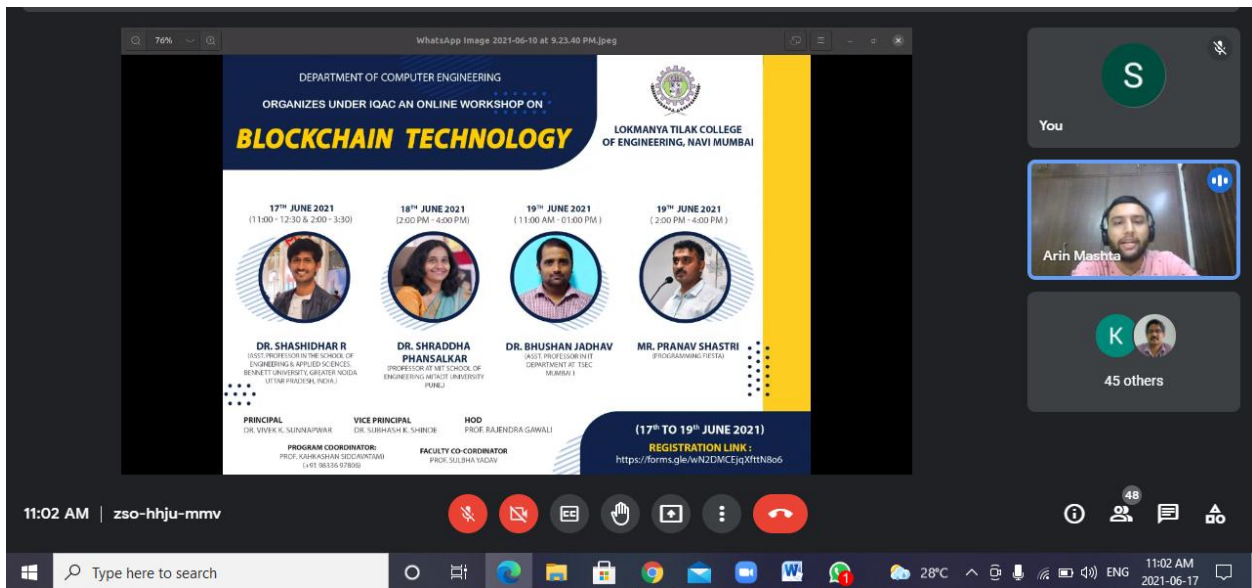 76%
WhatsApp Image 2021-06-10 at 9.23.40 PM.jpeg
DEPARTMENT OF COMPUTER ENGINEERING
ORGANIZES UNDER IQAC AN ONLINE WORKSHOP ON
BLOCKCHAIN TECHNOLOGY
LOKMANYA TILAK COLLEGE
OF ENGINEERING, NAVI MUMBAI
17TH JUNE 2021
(11:00 - 12:30 & 2:00 - 3:30)
18TH JUNE 2021
(2:00 PM - 4:00 PM)
19TH JUNE 2021
(11:00 AM - 01:00 PM)
19TH JUNE 2021
(2:00 PM - 4:00 PM)
DR. SHASHIDHAR R
(ASST. PROFESSOR IN THE SCHOOL OF
ENGINEERING & APPLIED SCIENCES,
BENNETT UNIVERSITY, GREATER NOIDA
UTTAR PRADESH, INDIA.)
DR. SHRADDHA
PHANSALKAR
(PROFESSOR AT MIT SCHOOL OF
ENGINEERING MITAOT UNIVERSITY
PUNE.)
DR. BHUSHAN JADHAV
(ASST. PROFESSOR IN IT
DEPARTMENT AT TSEC
MUMBAI)
MR. PRANAV SHASTRI
(PROGRAMMING FIESTA)
PRINCIPAL
DR. VIVEK K. SUNNAPWAR
VICE PRINCIPAL
DR. SUBHASH K. SHINDE
HOD
PROF. RAJENDRA GAWALI
PROGRAM COORDINATOR:
PROF. KAHKASHAN SIDDAVATAM
(+91 98336 97806)
FACULTY CO-CORDINATOR
PROF. SULBHA YADAV
(17th TO 19th JUNE 2021)
REGISTRATION LINK :
https://forms.gle/wN2DMCEjqXfttN8o6
S
You
Arin Mashta
K
45 others
11:02 AM | zso-hhju-mmv
48
Type here to search
28°C
ENG
11:02 AM
2021-06-17